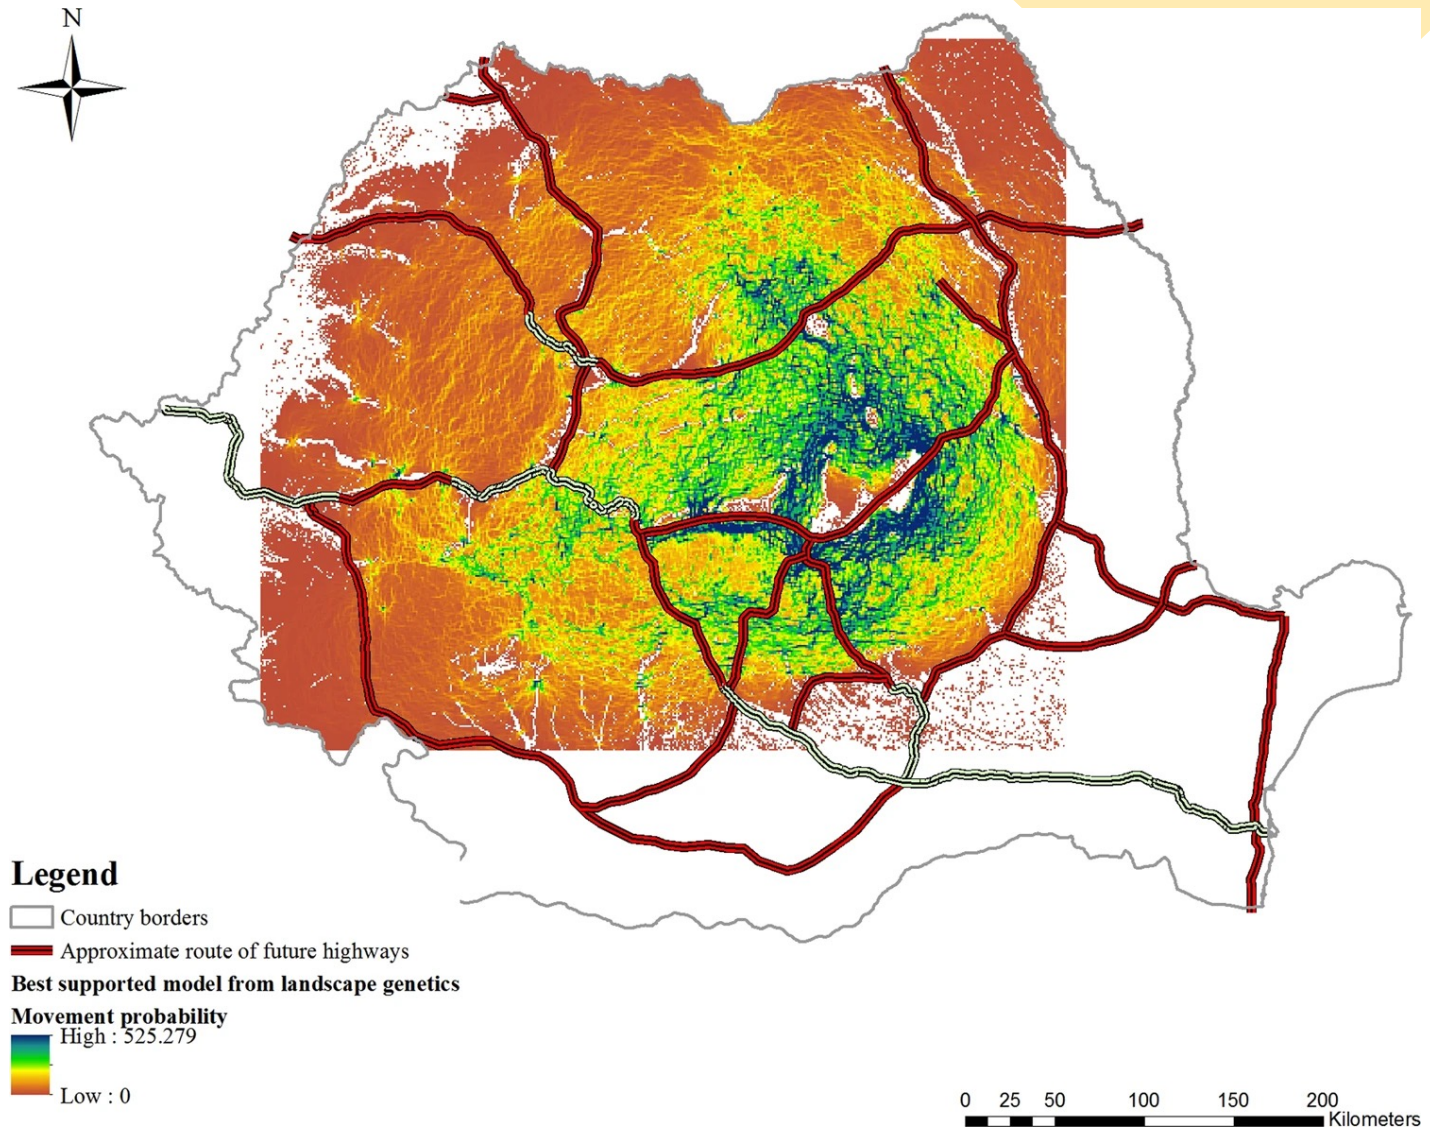 N
Legend
Country borders
Approximate route of future highways
Best supported model from landscape genetics
Movement probability
High : 525.279
Low : 0
0 25 50 100 150 200
Kilometers